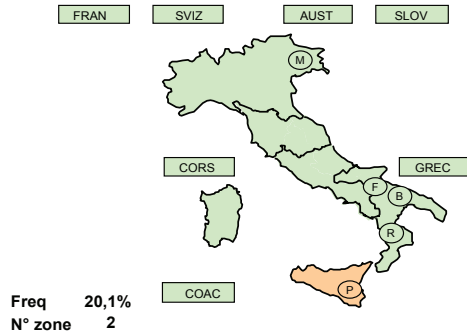 FRAN SVIZ AUST SLOV
M
CORS GREC
F
B
R
COAC P
Freq 20,1%
N° zone 2